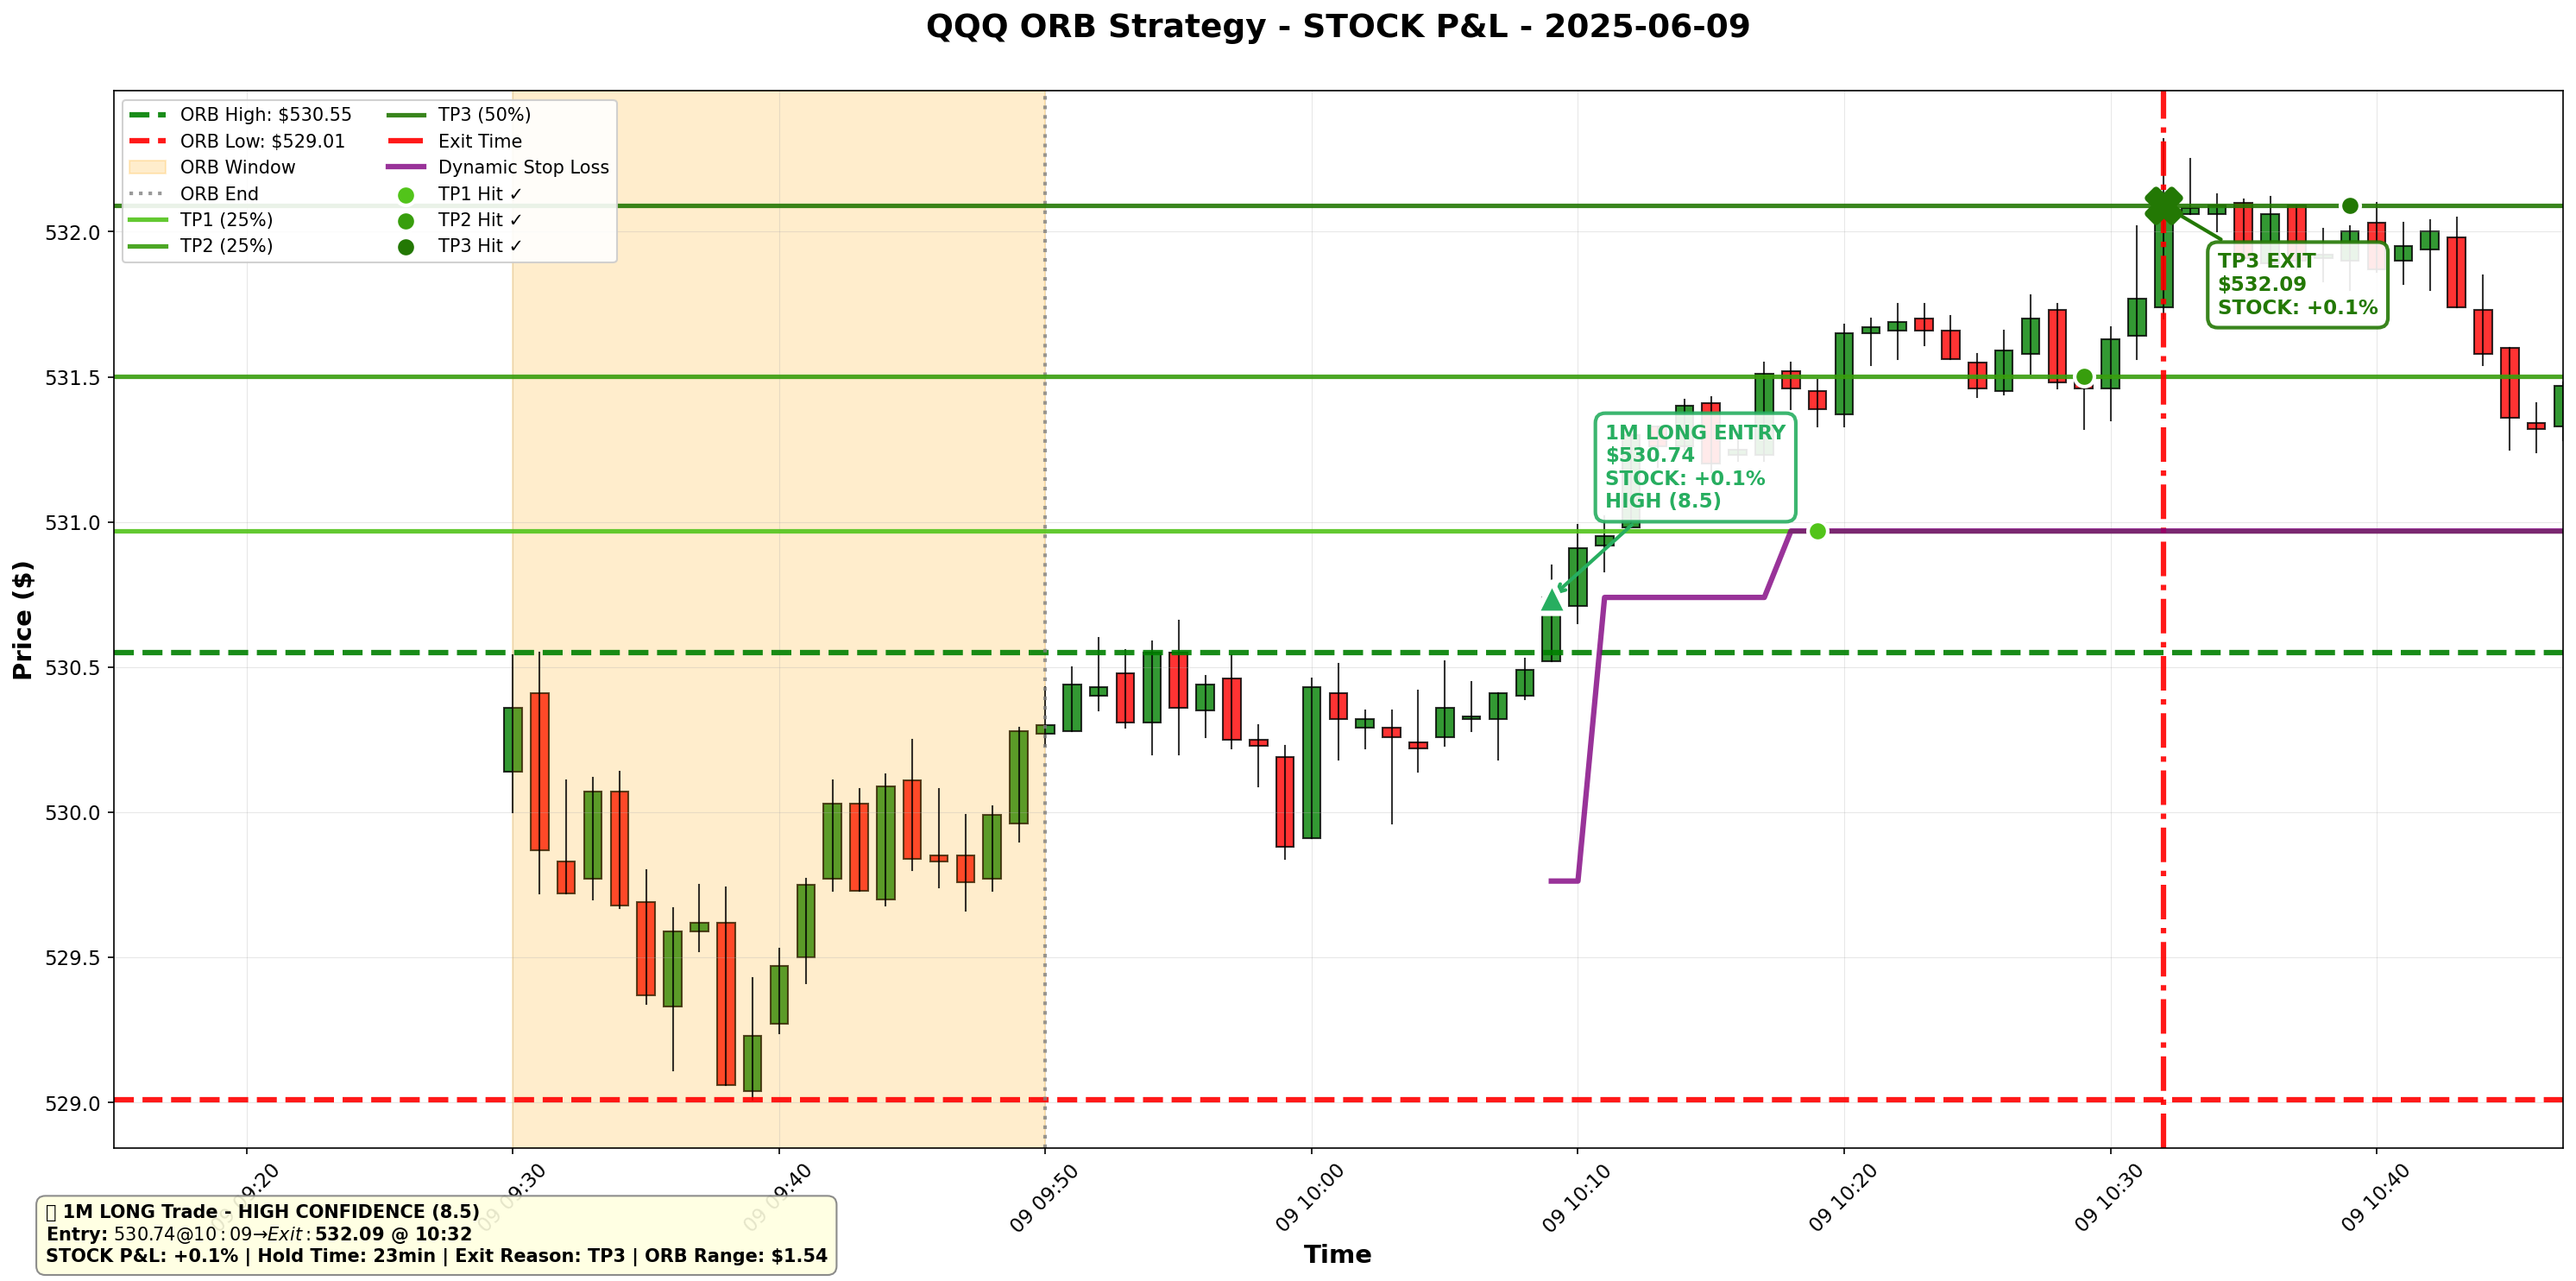 QQQ ORB Strategy - STOCK P&L - 2025-06-09
ORB High: $530.55
ORB Low: $529.01
ORB Window
ORB End
TP1 (25%)
TP2 (25%)
TP3 (50%)
Exit Time
Dynamic Stop Loss
TP1 Hit ✓
TP2 Hit ✓
TP3 Hit ✓
Price ($)
532.0
531.5
531.0
530.5
530.0
529.5
529.0
TP3 EXIT
$532.09
STOCK: +0.1%
1M LONG ENTRY
$530.74
STOCK: +0.1%
HIGH (8.5)
09 09:20
09 09:30
09 09:40
09 09:50
09 10:00
09 10:10
09 10:20
09 10:30
09 10:40
Time
1M LONG Trade - HIGH CONFIDENCE (8.5)
Entry: 530.74@10:09→Exit:532.09 @ 10:32
STOCK P&L: +0.1% | Hold Time: 23min | Exit Reason: TP3 | ORB Range: $1.54